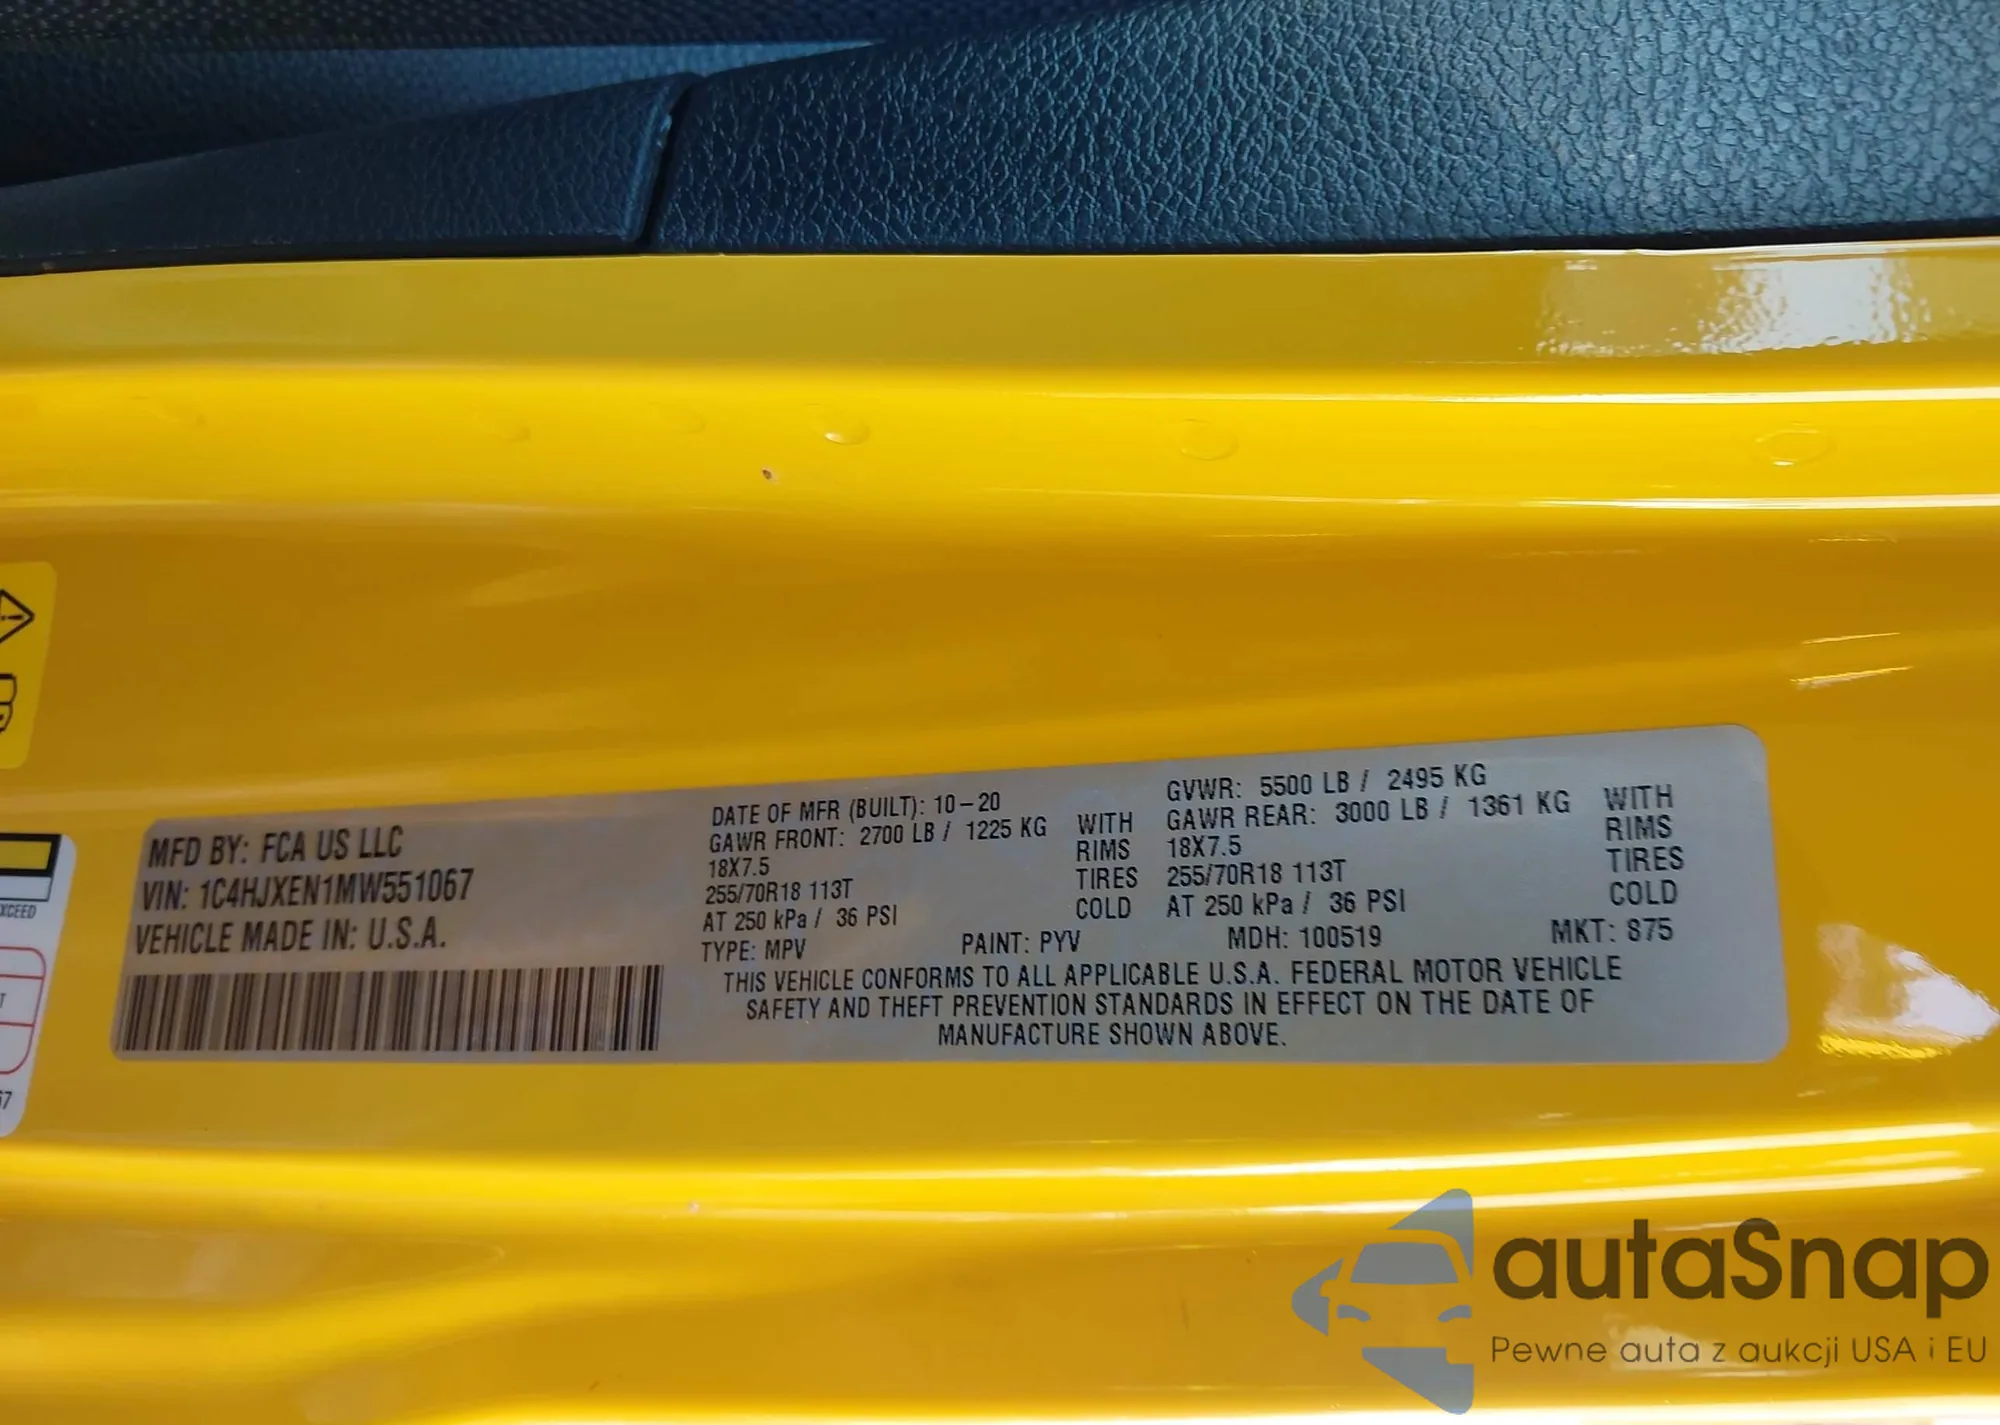 MFD BY: FCA US LLC
VIN: 1C4HJXEN1MW551067
VEHICLE MADE IN: U.S.A.
DATE OF MFR (BUILT): 10-20
GAWR FRONT: 2700 LB / 1225 KG WITH
18X7.5 RIMS
255/70R18 113T TIRES
AT 250 kPa / 36 PSI COLD
GVWR: 5500 LB / 2495 KG
GAWR REAR: 3000 LB / 1361 KG WITH
18X7.5 RIMS
255/70R18 113T TIRES
AT 250 kPa / 36 PSI COLD
TYPE: MPV PAINT: PYV MDH: 100519 MKT: 875
THIS VEHICLE CONFORMS TO ALL APPLICABLE U.S.A. FEDERAL MOTOR VEHICLE
SAFETY AND THEFT PREVENTION STANDARDS IN EFFECT ON THE DATE OF
MANUFACTURE SHOWN ABOVE.
XCEED
T
67
autaSnap
Pewne auta z aukcji USA i EU